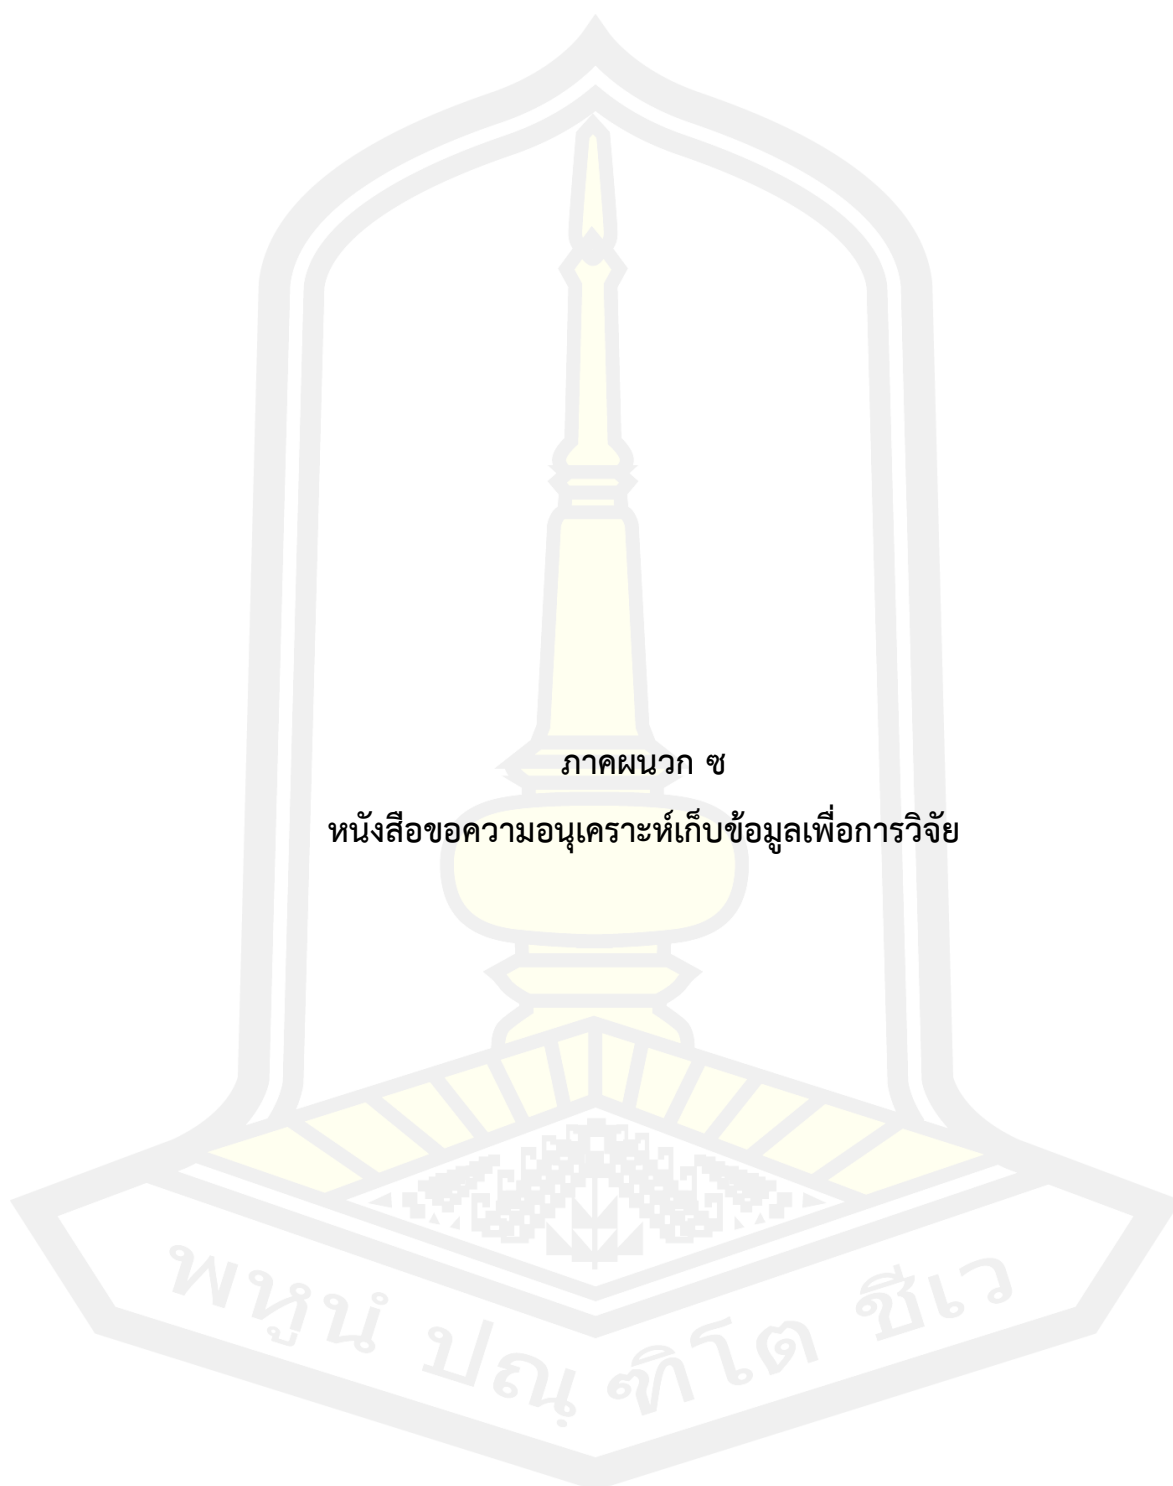 ภาคผนวก ซ
หนังสือขอความอนุเคราะห์เก็บข้อมูลเพื่อการวิจัย
พหูนํ ปณฺฑิโต ชีเว